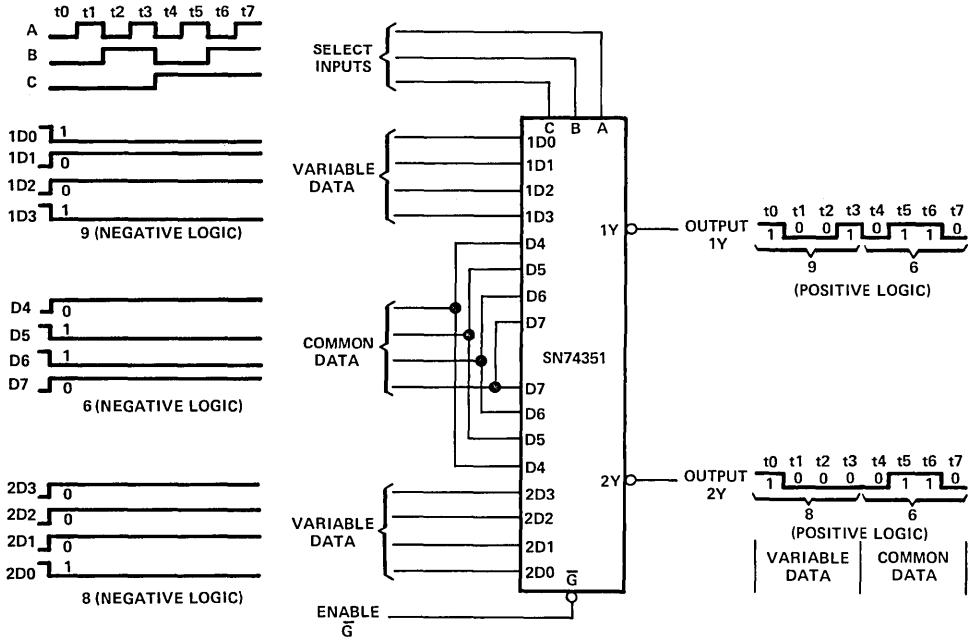 t0 t1 t2 t3 t4 t5 t6 t7
A
B
C
1D0 1
1D1 0
1D2 0
1D3 1
9 (NEGATIVE LOGIC)
D4 0
D5 1
D6 1
D7 0
6 (NEGATIVE LOGIC)
2D3 0
2D2 0
2D1 0
2D0 1
8 (NEGATIVE LOGIC)
SELECT
INPUTS
VARIABLE
DATA
COMMON
DATA
VARIABLE
DATA
ENABLE
G̅
C B A
1D0
1D1
1D2
1D3
D4
D5
D6
D7
SN74351
D7
D6
D5
D4
2D3
2D2
2D1
2D0
G̅
1Y
2Y
OUTPUT
1Y
t0 t1 t2 t3 t4 t5 t6 t7
1 0 0 1 0 1 1 0
9 6
(POSITIVE LOGIC)
OUTPUT
2Y
t0 t1 t2 t3 t4 t5 t6 t7
1 0 0 0 0 1 1 0
8 6
(POSITIVE LOGIC)
VARIABLE
DATA
COMMON
DATA